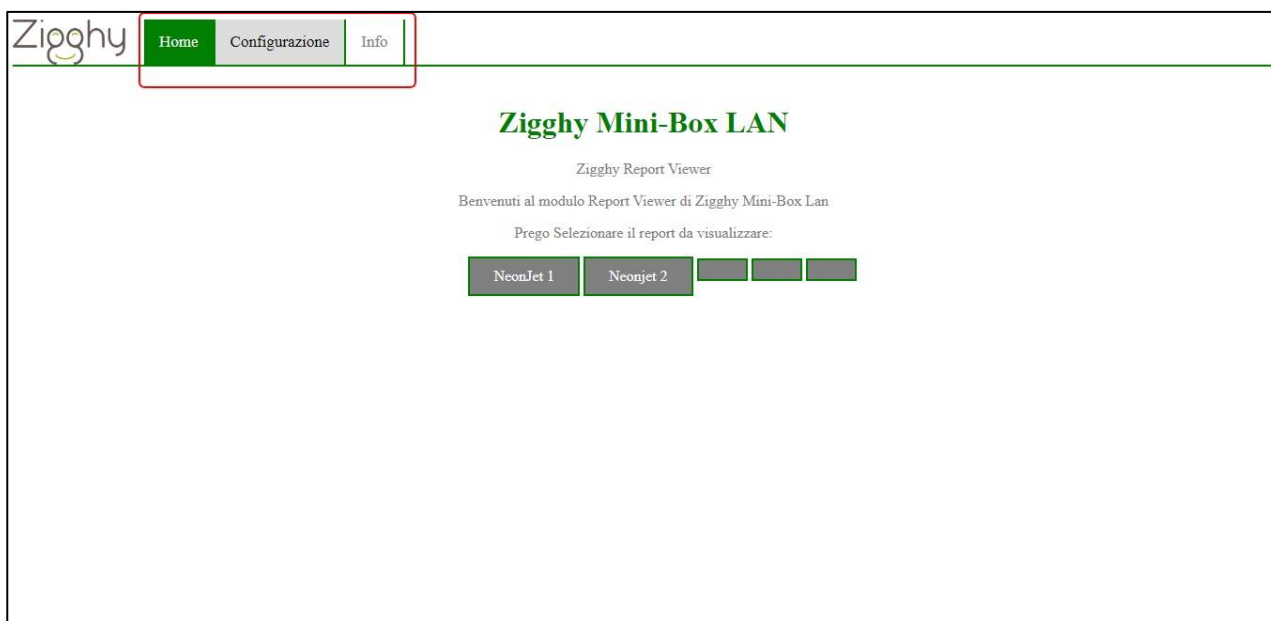 Zigghy Home Configurazione Info
Zigghy Mini-Box LAN
Zigghy Report Viewer
Benvenuti al modulo Report Viewer di Zigghy Mini-Box Lan
Prego Selezionare il report da visualizzare:
NeonJet 1 Neonjet 2